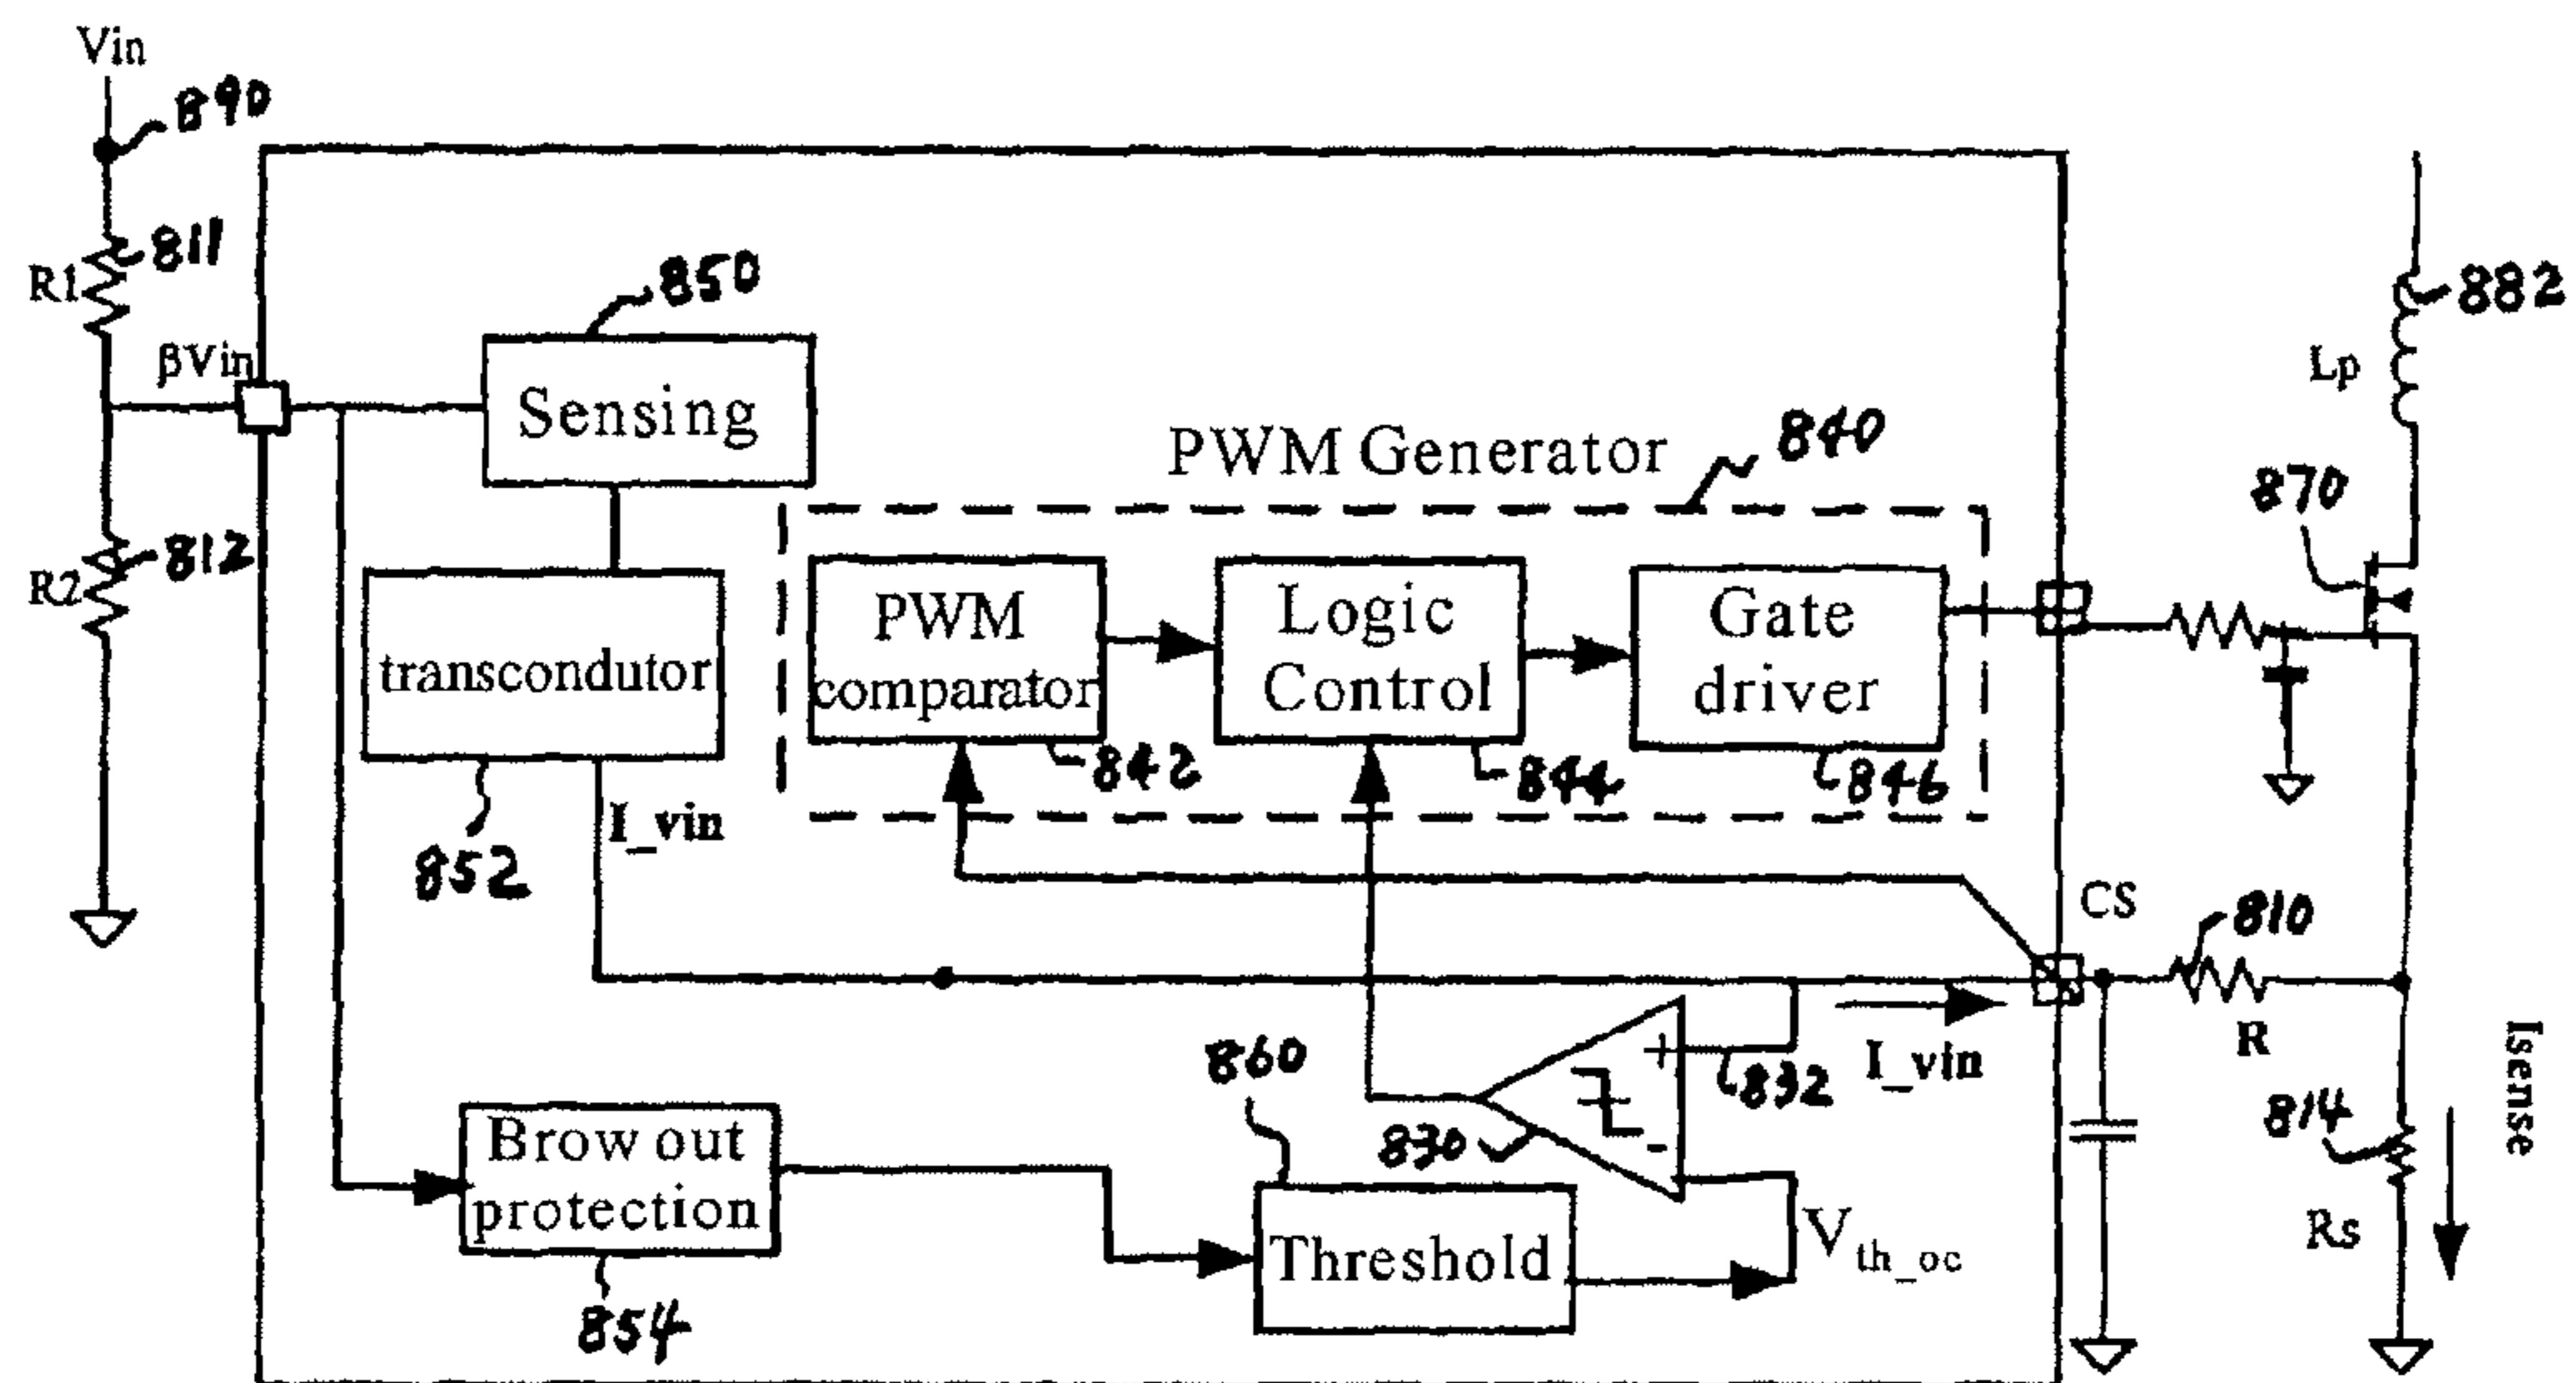 Vin
890
R1
811
βVin
850
Sensing
882
Lp
PWM Generator
840
870
R2
812
transcondutor
PWM
comparator
Logic
Control
Gate
driver
842
844
846
852
I_vin
CS
810
R
860
+
832
I_vin
Isense
830
-
814
Brow out
protection
Threshold
Vth_oc
Rs
854